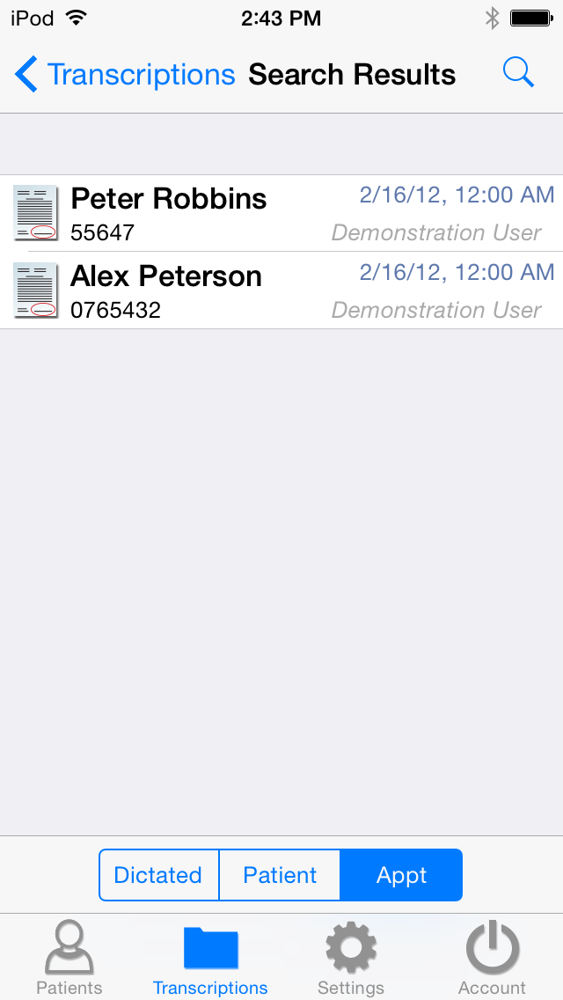 iPod 2:43 PM
Transcriptions Search Results
Peter Robbins 2/16/12, 12:00 AM
55647 Demonstration User
Alex Peterson 2/16/12, 12:00 AM
0765432 Demonstration User
Dictated Patient Appt
Patients Transcriptions Settings Account